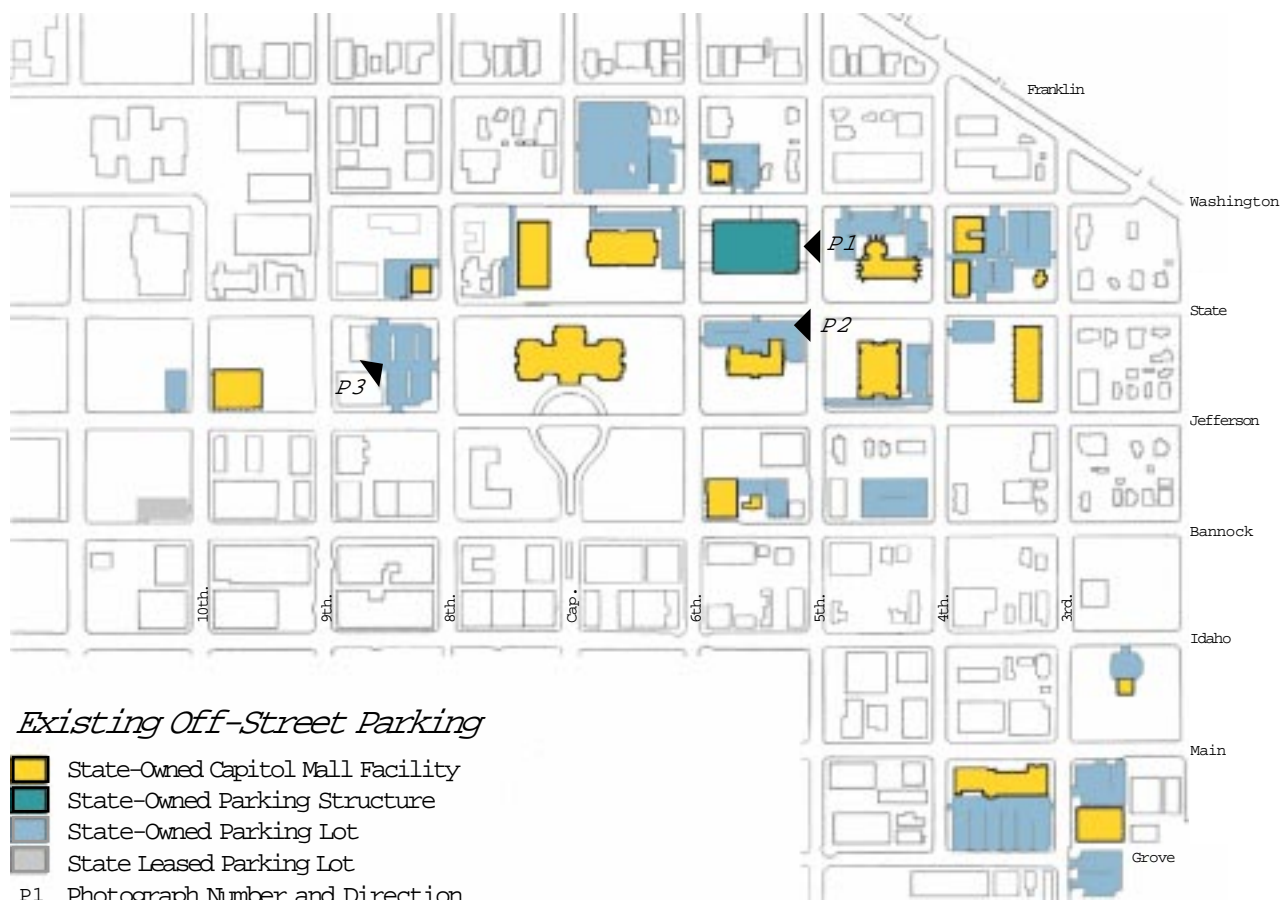 Franklin
Washington
P1
State
P2
P3
Jefferson
Bannock
10th.
9th.
8th.
Cap.
6th.
5th.
4th.
3rd.
Idaho
Main
Grove
Existing Off-Street Parking
State-Owned Capitol Mall Facility
State-Owned Parking Structure
State-Owned Parking Lot
State Leased Parking Lot
P1 Photograph Number and Direction